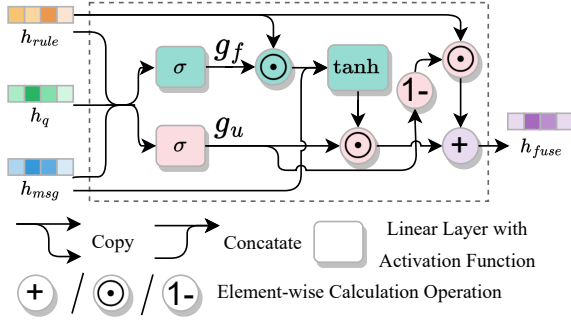 h_rule
h_q
h_msg
σ
g_f
σ
g_u
tanh
1-
+
h_fuse
Copy
Concatate
Linear Layer with
Activation Function
+ / ⊙ / 1- Element-wise Calculation Operation